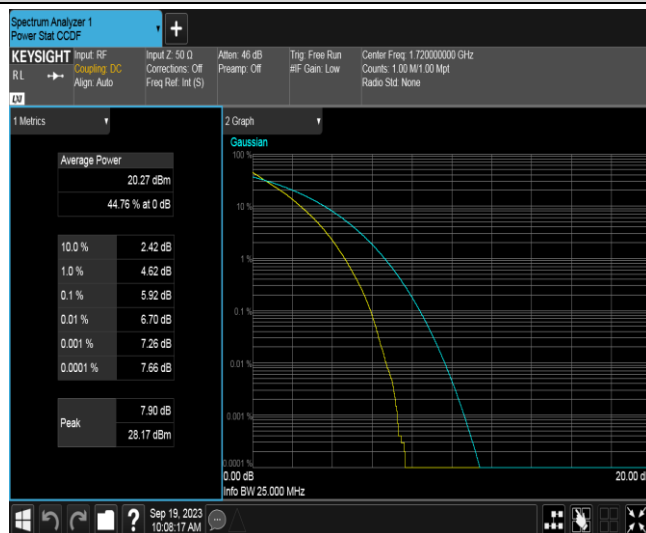 Spectrum Analyzer 1
Power Stat CCDF
+
KEYSIGHT
RL
LXI
Input: RF
Coupling: DC
Align: Auto
Input Z: 50 Ω
Corrections: Off
Freq Ref: Int (S)
Atten: 46 dB
Preamp: Off
Trig: Free Run
#IF Gain: Low
Center Freq: 1.720000000 GHz
Counts: 1.00 M/1.00 Mpt
Radio Std: None
1 Metrics
Average Power
20.27 dBm
44.76 % at 0 dB
10.0 % 2.42 dB
1.0 % 4.62 dB
0.1 % 5.92 dB
0.01 % 6.70 dB
0.001 % 7.26 dB
0.0001 % 7.66 dB
Peak 7.90 dB
28.17 dBm
2 Graph
Gaussian
100 %
10 %
1 %
0.1 %
0.01 %
0.001 %
0.0001 %
0.00 dB
20.00 d
Info BW 25.000 MHz
?
Sep 19, 2023
10:08:17 AM